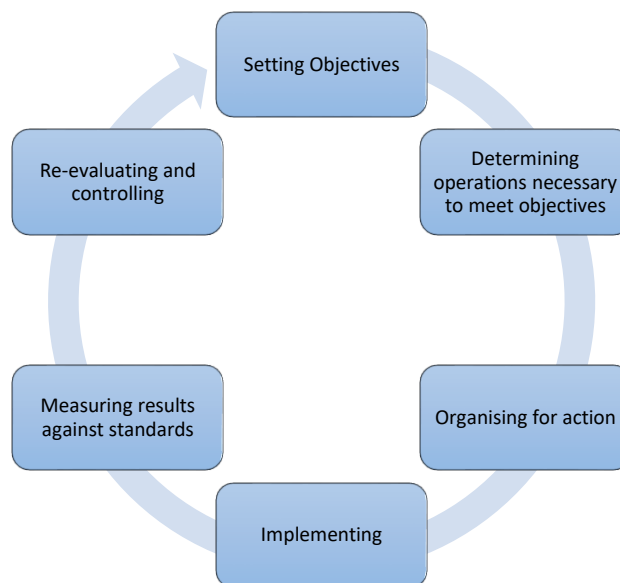 Setting Objectives
Determining
operations necessary
to meet objectives
Organising for action
Implementing
Measuring results
against standards
Re-evaluating and
controlling